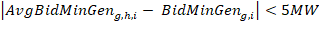 |AvgBidMinGen_{g,h,i} − BidMinGen_{g,i}| < 5MW